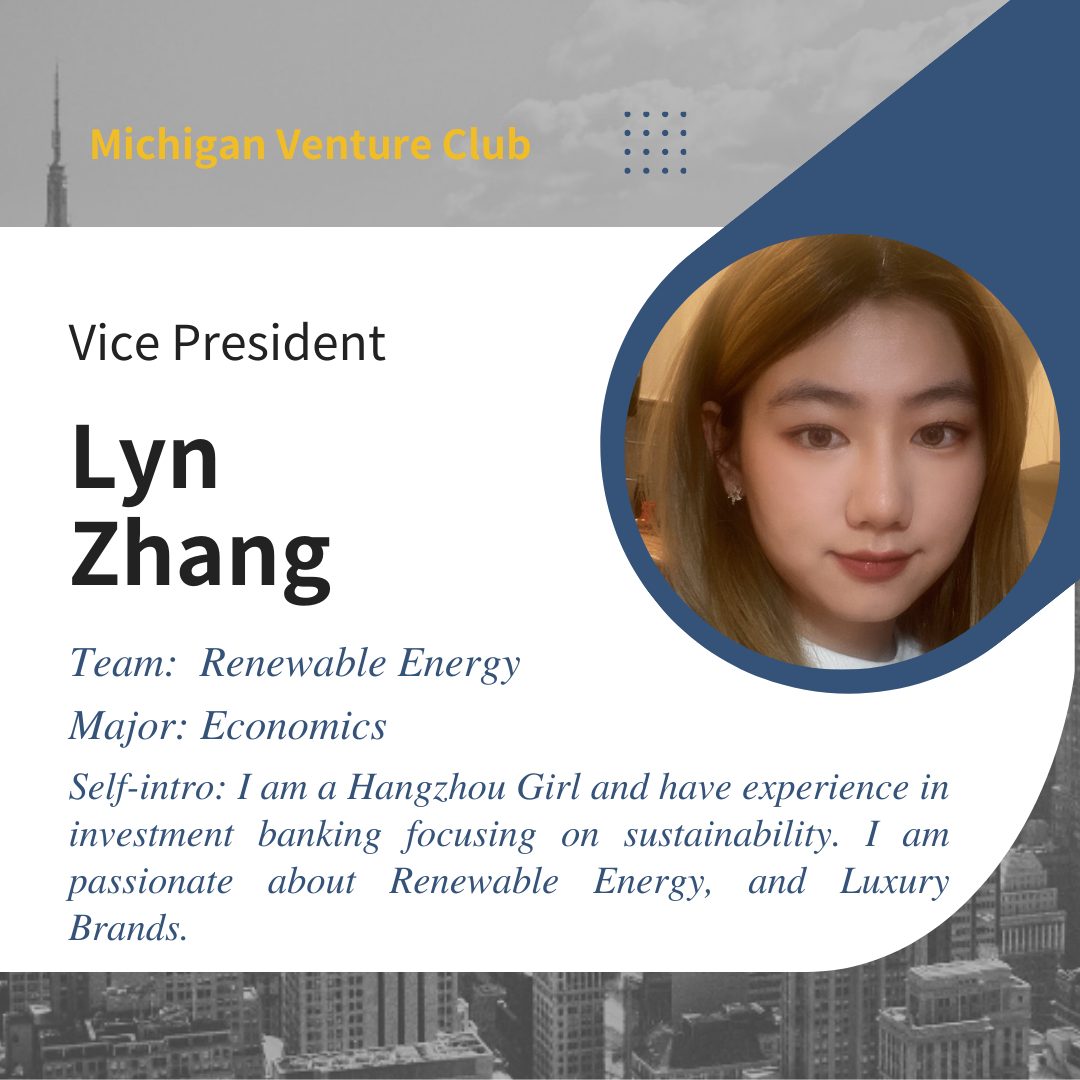 Michigan Venture Club
Vice President
Lyn
Zhang
Team: Renewable Energy
Major: Economics
Self-intro: I am a Hangzhou Girl and have experience in
investment banking focusing on sustainability. I am
passionate about Renewable Energy, and Luxury
Brands.